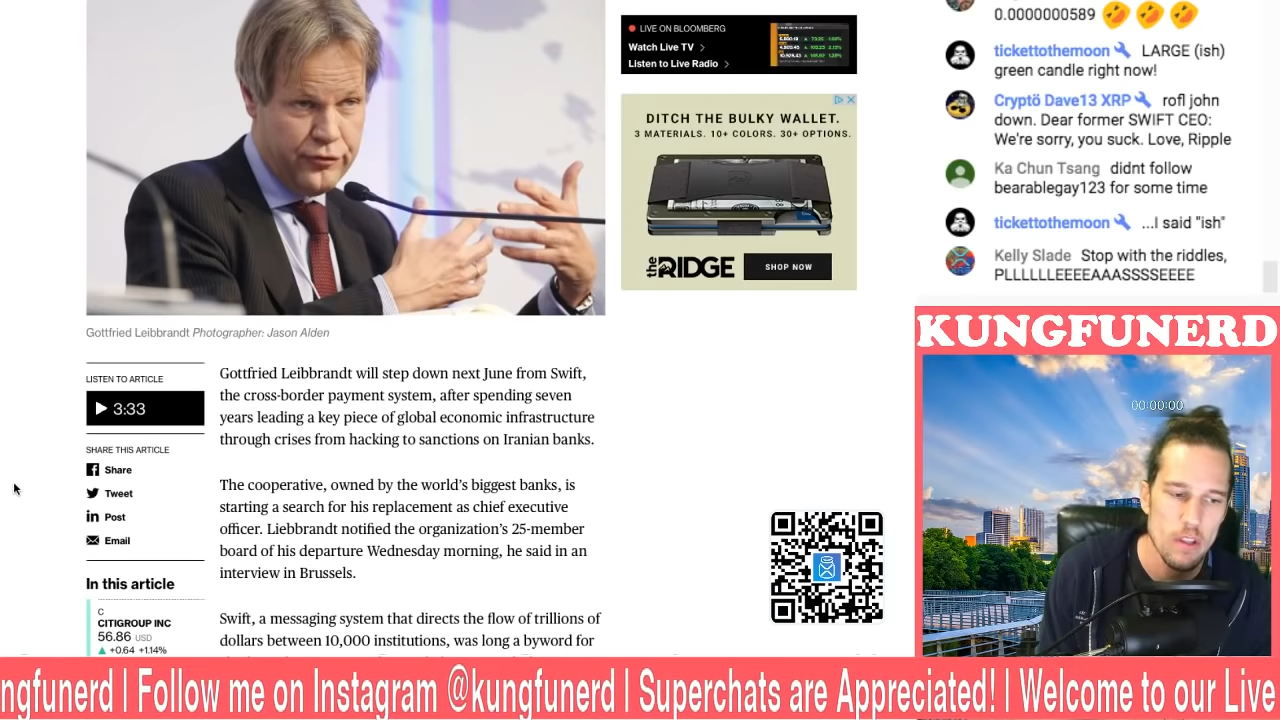 Gottfried Leibbrandt Photographer: Jason Alden
LISTEN TO ARTICLE
3:33
SHARE THIS ARTICLE
Share
Tweet
Post
Email
In this article
C
CITIGROUP INC
56.86 USD
+0.64 +1.14%
Gottfried Leibbrandt will step down next June from Swift,
the cross-border payment system, after spending seven
years leading a key piece of global economic infrastructure
through crises from hacking to sanctions on Iranian banks.
The cooperative, owned by the world's biggest banks, is
starting a search for his replacement as chief executive
officer. Liebbrandt notified the organization's 25-member
board of his departure Wednesday morning, he said in an
interview in Brussels.
Swift, a messaging system that directs the flow of trillions of
dollars between 10,000 institutions, was long a byword for
LIVE ON BLOOMBERG
Watch Live TV
Listen to Live Radio
DITCH THE BULKY WALLET.
3 MATERIALS. 10+ COLORS. 30+ OPTIONS.
the RIDGE
SHOP NOW
0.0000000589 🤣 🤣 🤣
tickettothemoon LARGE (ish)
green candle right now!
Cryptö Dave13 XRP rofl john
down. Dear former SWIFT CEO:
We're sorry, you suck. Love, Ripple
Ka Chun Tsang didnt follow
bearablegay123 for some time
tickettothemoon ...I said "ish"
Kelly Slade Stop with the riddles,
PLLLLLLEEEEAAASSSSEEEE
KUNGFUNERD
00:00:00
ngfunerd | Follow me on Instagram @kungfunerd | Superchats are Appreciated! | Welcome to our Live